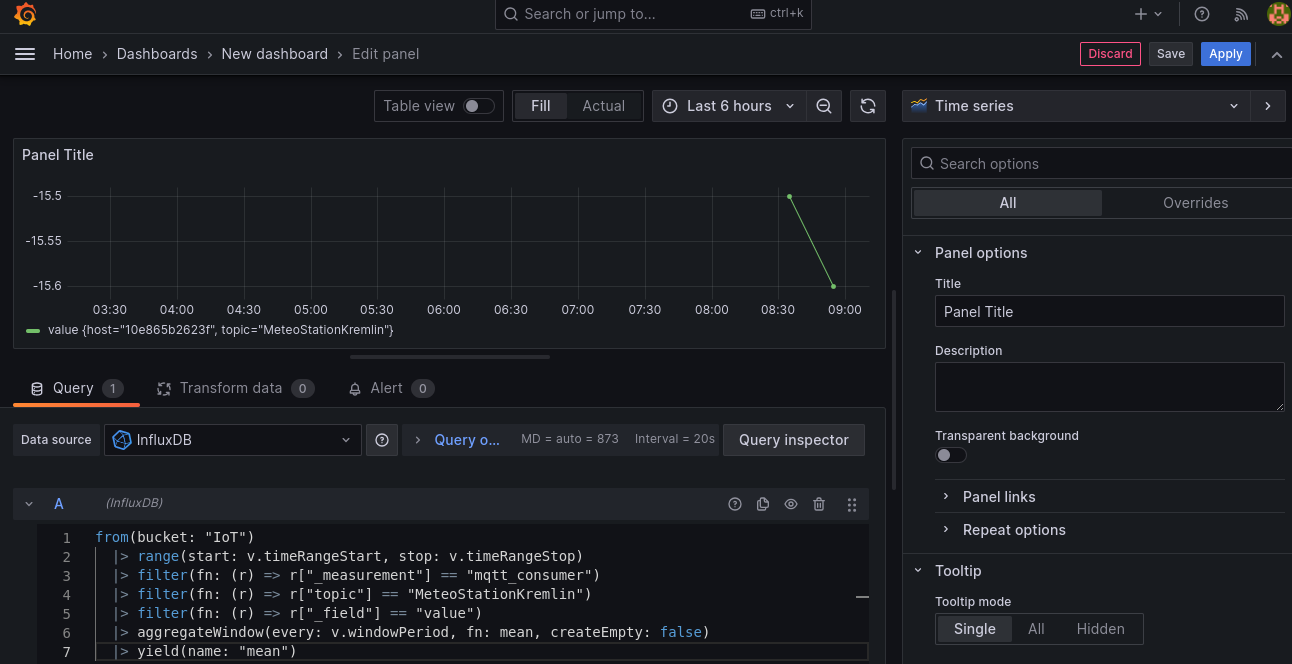 Search or jump to...
ctrl+k
Home › Dashboards › New dashboard › Edit panel
Discard
Save
Apply
Table view
Fill
Actual
Last 6 hours
Time series
Panel Title
-15.5
-15.55
-15.6
03:30 04:00 04:30 05:00 05:30 06:00 06:30 07:00 07:30 08:00 08:30 09:00
value {host="10e865b2623f", topic="MeteoStationKremlin"}
Query 1
Transform data 0
Alert 0
Data source
InfluxDB
Query o...
MD = auto = 873
Interval = 20s
Query inspector
A
(InfluxDB)
1 from(bucket: "IoT")
2 |> range(start: v.timeRangeStart, stop: v.timeRangeStop)
3 |> filter(fn: (r) => r["_measurement"] == "mqtt_consumer")
4 |> filter(fn: (r) => r["topic"] == "MeteoStationKremlin")
5 |> filter(fn: (r) => r["_field"] == "value")
6 |> aggregateWindow(every: v.windowPeriod, fn: mean, createEmpty: false)
7 |> yield(name: "mean")
Search options
All
Overrides
Panel options
Title
Panel Title
Description
Transparent background
Panel links
Repeat options
Tooltip
Tooltip mode
Single
All
Hidden